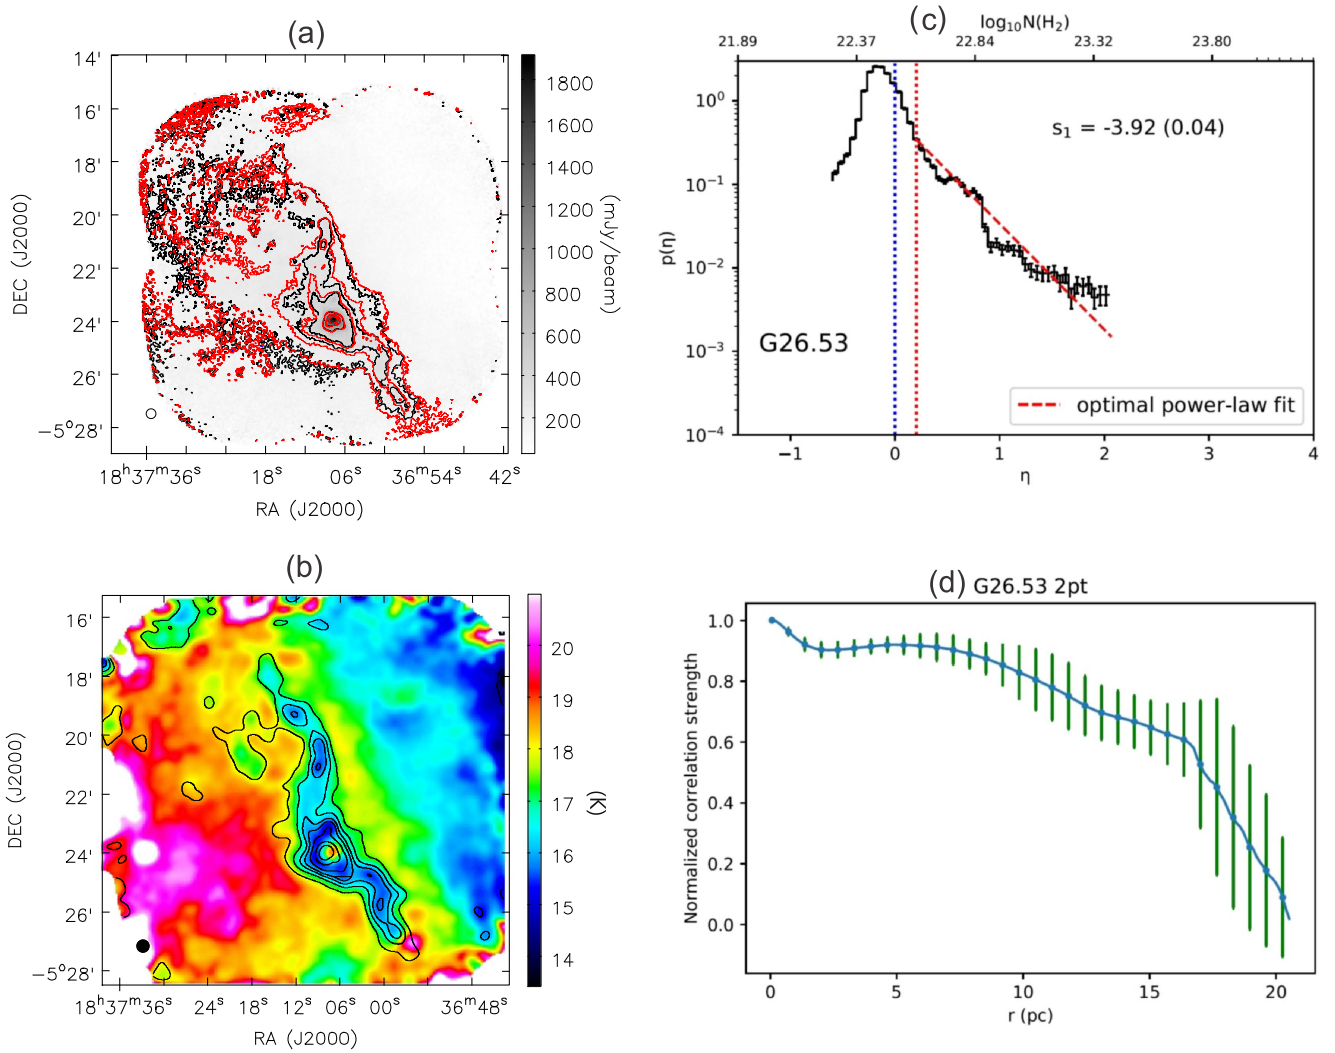 (a)
14'
16'
18'
20'
22'
24'
26'
−5°28'
DEC (J2000)
18ʰ37ᵐ36ˢ 18ˢ 06ˢ 36ᵐ54ˢ 42ˢ
RA (J2000)
1800
1600
1400
1200
1000
800
600
400
200
(mJy/beam)
(c)
log₁₀N(H₂)
21.89 22.37 22.84 23.32 23.80
10⁰
10⁻¹
10⁻²
10⁻³
10⁻⁴
p(η)
s₁ = -3.92 (0.04)
G26.53
optimal power-law fit
−1 0 1 2 3 4
η
(b)
16'
18'
20'
22'
24'
26'
−5°28'
DEC (J2000)
18ʰ37ᵐ36ˢ 24ˢ 18ˢ 12ˢ 06ˢ 00ˢ 36ᵐ48ˢ
RA (J2000)
20
19
18
17
16
15
14
(K)
(d) G26.53 2pt
1.0
0.8
0.6
0.4
0.2
0.0
Normalized correlation strength
0 5 10 15 20
r (pc)